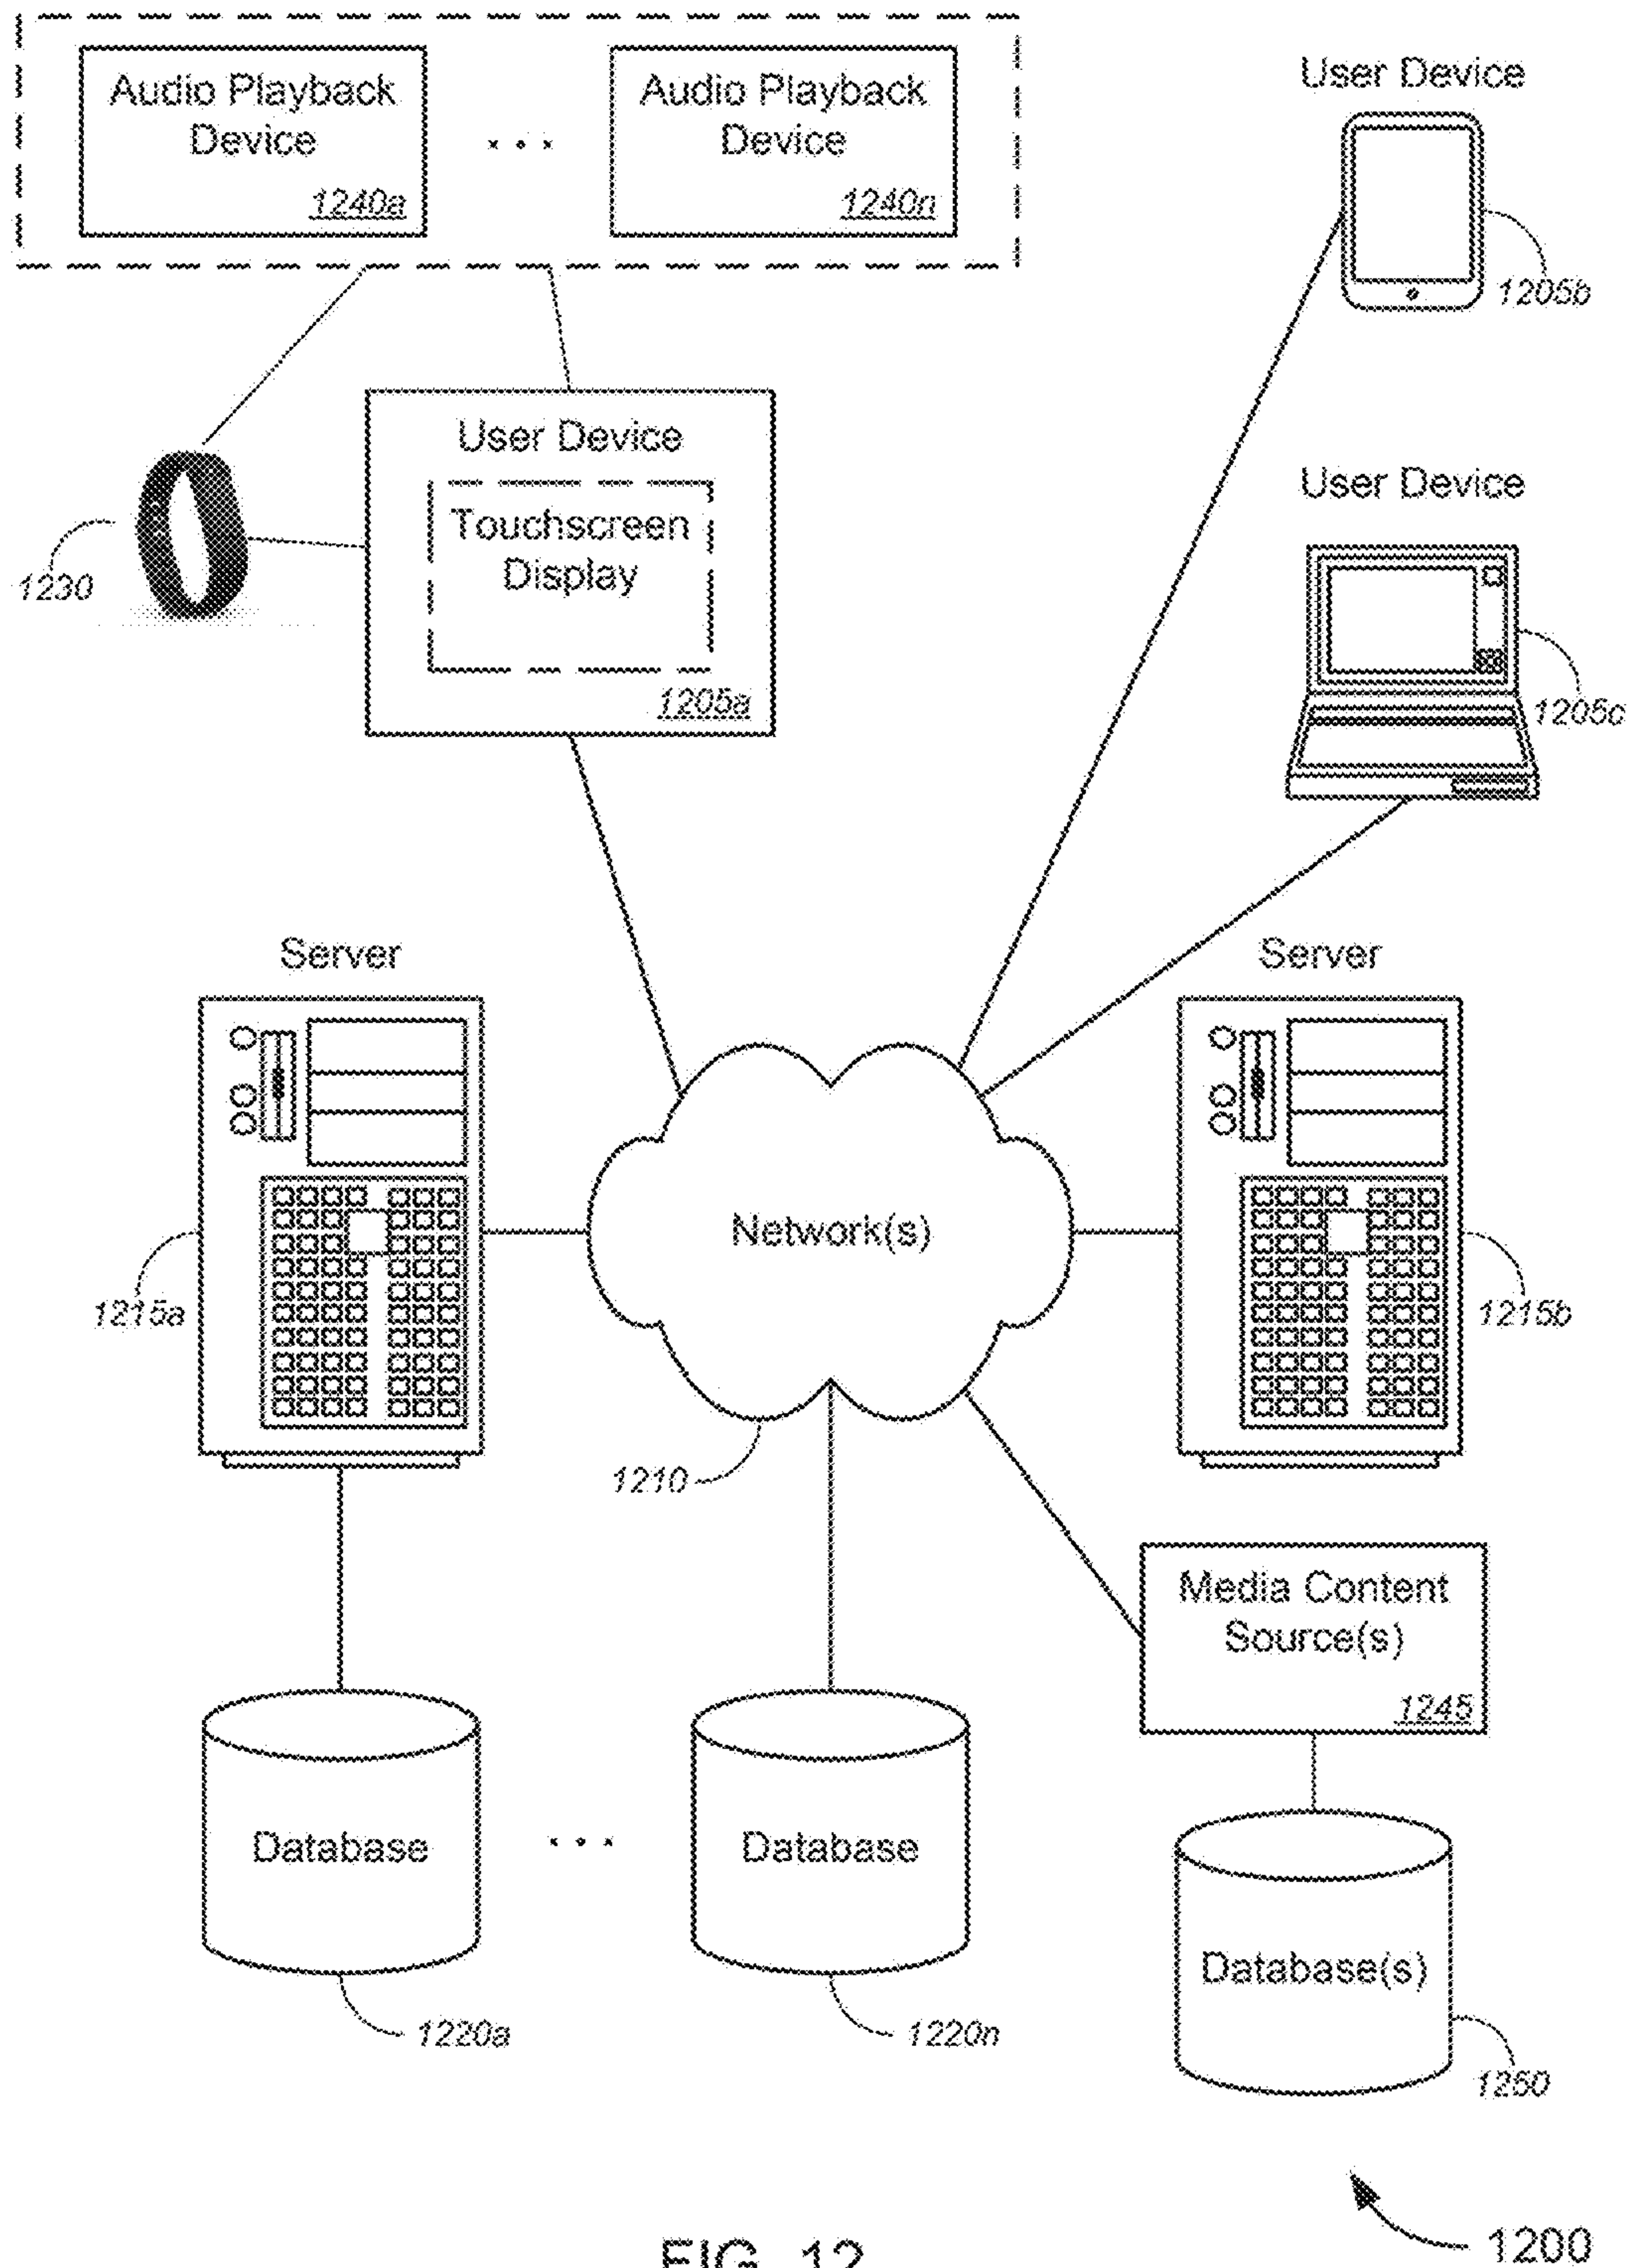 Audio Playback
Device
1240a
. . .
Audio Playback
Device
1240n
User Device
1205b
User Device
Touchscreen
Display
1205a
1230
User Device
1205c
Server
1215a
Server
1215b
Network(s)
1210
Media Content
Source(s)
1245
Database
1220a
. . .
Database
1220n
Database(s)
1250
1200
FIG. 12